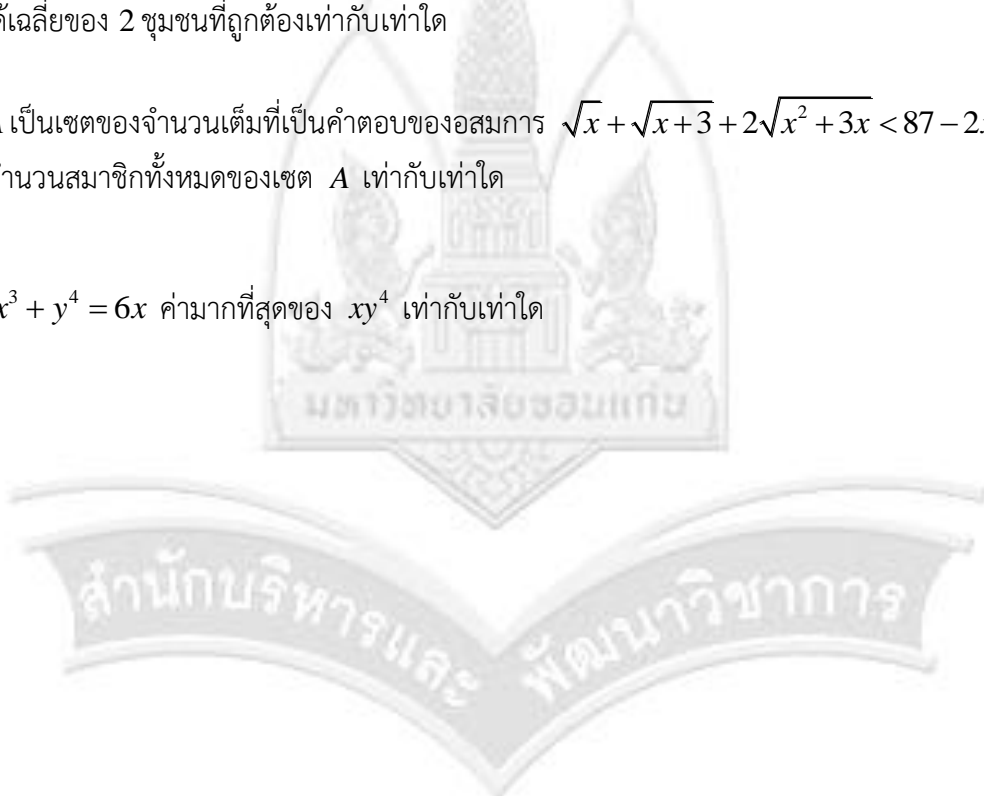 เฉลี่ยของ 2 ชุมชนที่ถูกต้องเท่ากับเท่าใด
เป็นเซตของจำนวนเต็มที่เป็นคำตอบของอสมการ √x + √(x+3) + 2√(x² + 3x) < 87 − 2x
จำนวนสมาชิกทั้งหมดของเซต A เท่ากับเท่าใด
x³ + y⁴ = 6x ค่ามากที่สุดของ xy⁴ เท่ากับเท่าใด
มหาวิทยาลัยขอนแก่น
สำนักบริหารและ พัฒนาวิชาการ